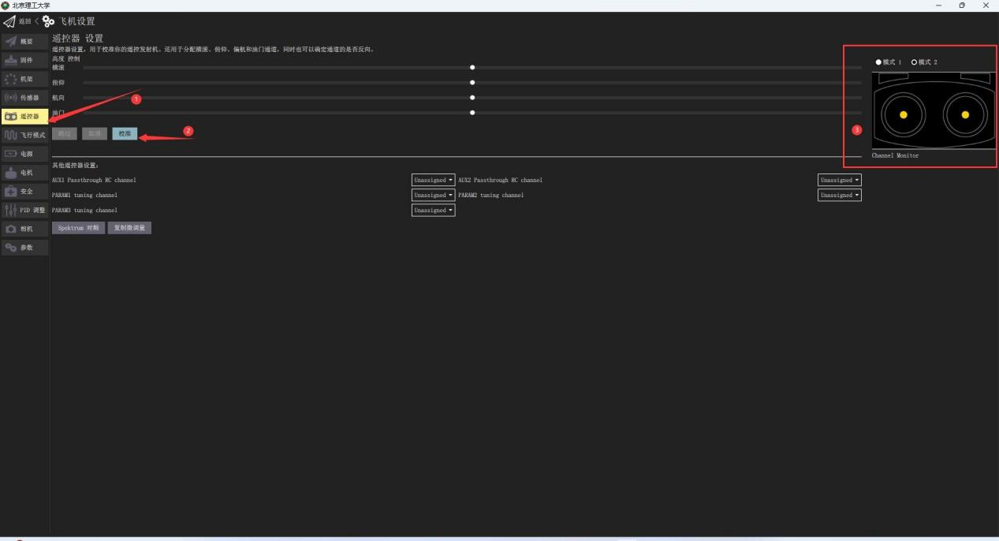 北京理工大学
返回 < 飞机设置
概要
固件
机架
传感器
遥控器
飞行模式
电源
电机
安全
PID 调整
相机
参数
遥控器 设置
遥控器设置，用于校准你的遥控发射机。还用于分配横滚、俯仰、偏航和油门通道，同时也可以确定通道的是否反向。
高度 控制
横滚
俯仰
航向
油门
1
跳过 取消 校准
2
其他遥控器设置：
AUX1 Passthrough RC channel Unassigned AUX2 Passthrough RC channel Unassigned
PARAM1 tuning channel Unassigned PARAM2 tuning channel Unassigned
PARAM3 tuning channel Unassigned
Spektrum 对频 复制微调量
模式 1 模式 2
3
Channel Monitor